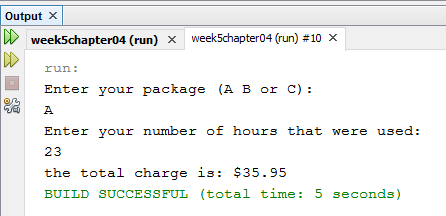 Output
week5chapter04 (run) week5chapter04 (run) #10
run:
Enter your package (A B or C):
A
Enter your number of hours that were used:
23
the total charge is: $35.95
BUILD SUCCESSFUL (total time: 5 seconds)